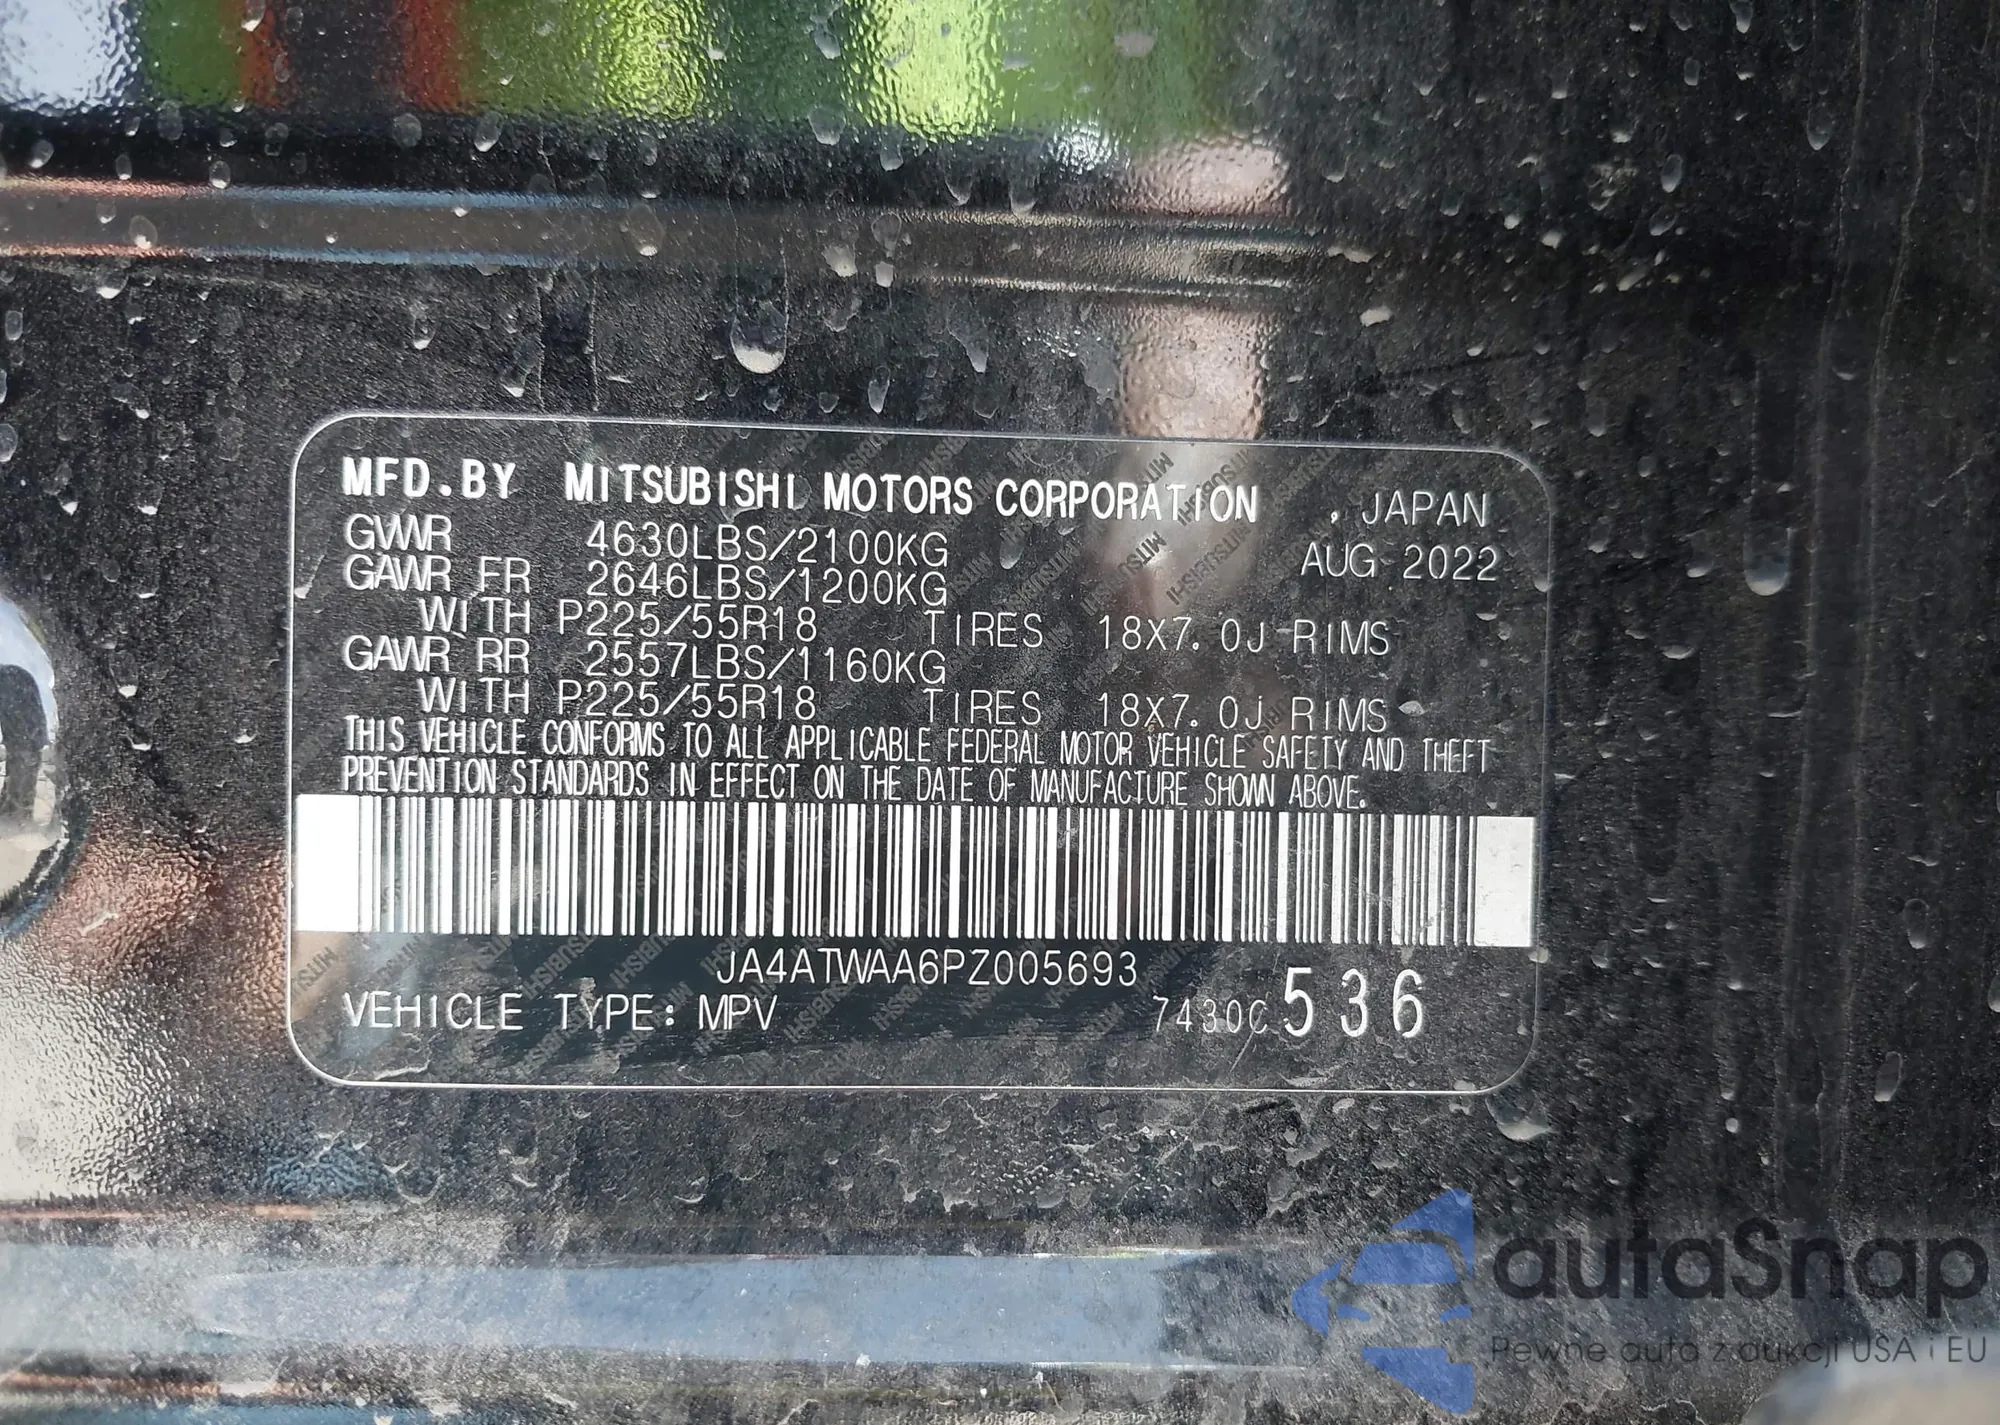 MFD.BY MITSUBISHI MOTORS CORPORATION , JAPAN
GVWR 4630LBS/2100KG AUG 2022
GAWR FR 2646LBS/1200KG
WITH P225/55R18 TIRES 18X7.0J RIMS
GAWR RR 2557LBS/1160KG
WITH P225/55R18 TIRES 18X7.0J RIMS
THIS VEHICLE CONFORMS TO ALL APPLICABLE FEDERAL MOTOR VEHICLE SAFETY AND THEFT
PREVENTION STANDARDS IN EFFECT ON THE DATE OF MANUFACTURE SHOWN ABOVE.
JA4ATWAA6PZ005693
VEHICLE TYPE: MPV 7430C 536
autaSnap
Pewne auta z aukcji USA i EU